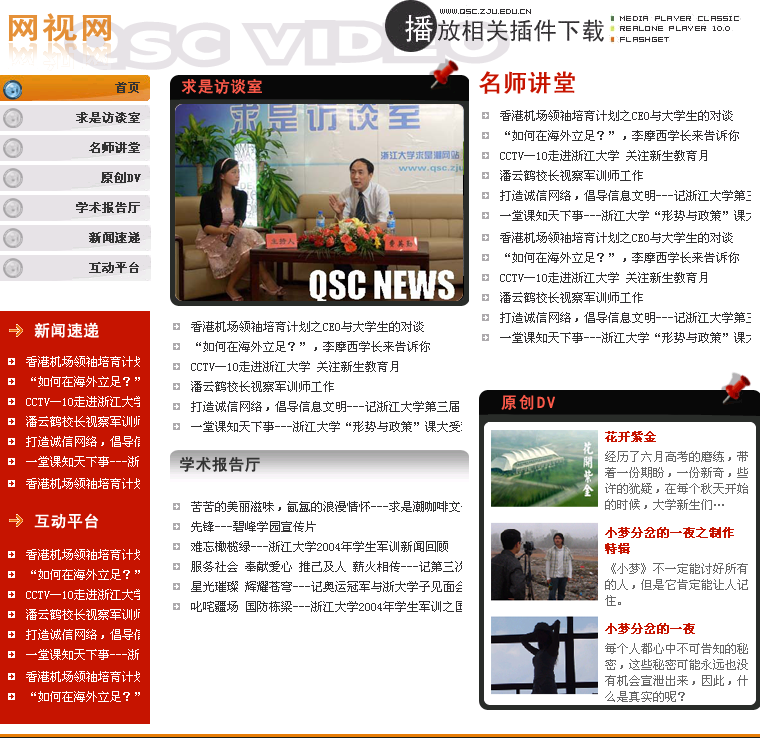 网视网
QSC VIDEO
WWW.QSC.ZJU.EDU.CN
播放相关插件下载
MEDIA PLAYER CLASSIC
REALONE PLAYER 10.0
FLASHGET
首页
求是访谈室
名师讲堂
原创DV
学术报告厅
新闻速递
互动平台
新闻速递
香港机场领袖培育计划
“如何在海外立足？”
CCTV—10走进浙江大学
潘云鹤校长视察军训师
打造诚信网络，倡导信
一堂课知天下事---浙
香港机场领袖培育计划
互动平台
香港机场领袖培育计划
“如何在海外立足？”
CCTV—10走进浙江大学
潘云鹤校长视察军训师
打造诚信网络，倡导信
一堂课知天下事---浙
香港机场领袖培育计划
“如何在海外立足？”
求是访谈室
求是访谈室
浙江大学求是潮网站
www.qsc.zj
主持人
QSC NEWS
香港机场领袖培育计划之CEO与大学生的对谈
“如何在海外立足？”，李摩西学长来告诉你
CCTV—10走进浙江大学 关注新生教育月
潘云鹤校长视察军训师工作
打造诚信网络，倡导信息文明---记浙江大学第三届
一堂课知天下事---浙江大学“形势与政策”课大受
学术报告厅
苦苦的美丽滋味，氤氲的浪漫情怀---求是潮咖啡文
先锋---碧峰学园宣传片
难忘橄榄绿---浙江大学2004年学生军训新闻回顾
服务社会 奉献爱心 推己及人 薪火相传---记第三次
星光璀璨 辉耀苍穹---记奥运冠军与浙大学子见面会
叱咤疆场 国防栋梁---浙江大学2004年学生军训之国
名师讲堂
香港机场领袖培育计划之CEO与大学生的对谈
“如何在海外立足？”，李摩西学长来告诉你
CCTV—10走进浙江大学 关注新生教育月
潘云鹤校长视察军训师工作
打造诚信网络，倡导信息文明---记浙江大学第三
一堂课知天下事---浙江大学“形势与政策”课大
香港机场领袖培育计划之CEO与大学生的对谈
“如何在海外立足？”，李摩西学长来告诉你
CCTV—10走进浙江大学 关注新生教育月
潘云鹤校长视察军训师工作
打造诚信网络，倡导信息文明---记浙江大学第三
一堂课知天下事---浙江大学“形势与政策”课大
原创DV
花开紫金
花開紫金
经历了六月高考的磨练，带
着一份期盼，一份新奇，些
许的犹疑，在每个秋天开始
的时候，大学新生们…
小梦分岔的一夜之制作
特辑
《小梦》不一定能讨好所有
的人，但是它肯定能让人记
住。
小梦分岔的一夜
每个人都心中不可告知的秘
密，这些秘密可能永远也没
有机会宣泄出来，因此，什
么是真实的呢？